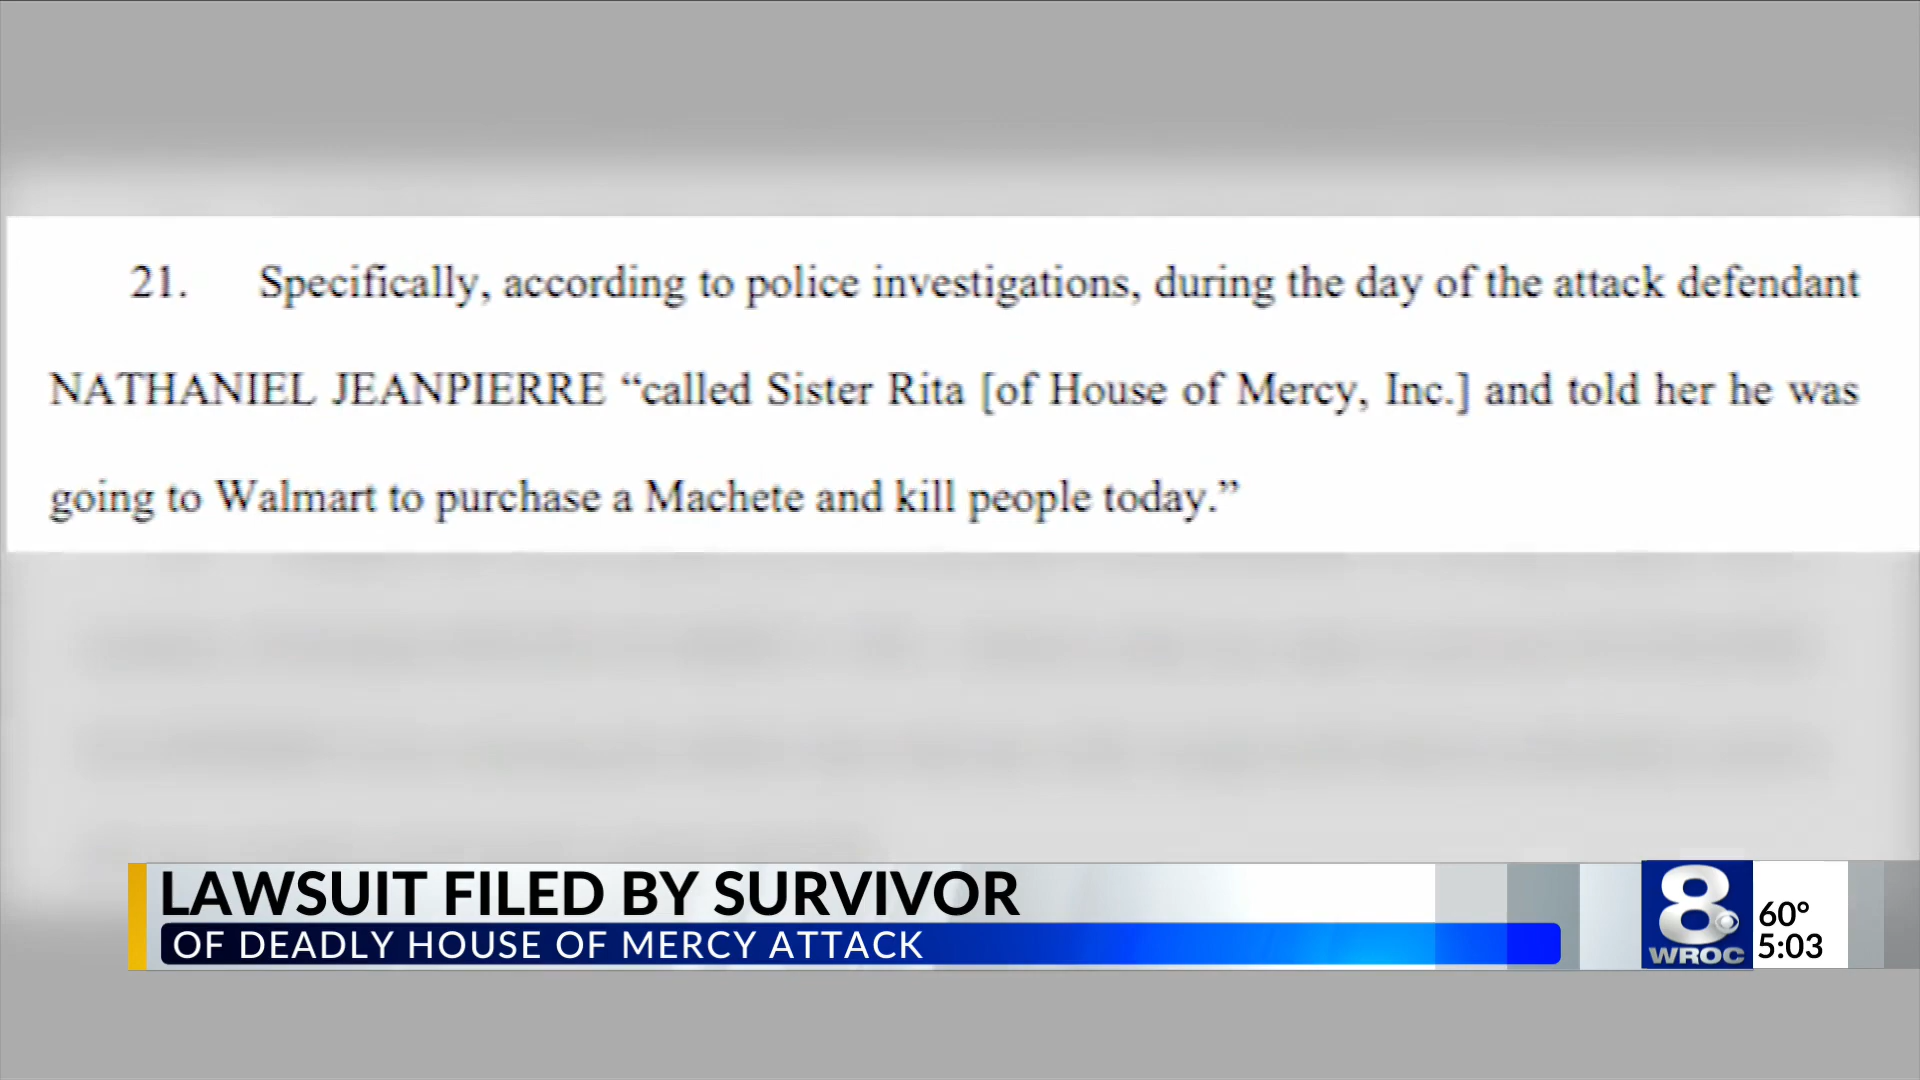 21. Specifically, according to police investigations, during the day of the attack defendant
NATHANIEL JEANPIERRE “called Sister Rita [of House of Mercy, Inc.] and told her he was
going to Walmart to purchase a Machete and kill people today.”
LAWSUIT FILED BY SURVIVOR
OF DEADLY HOUSE OF MERCY ATTACK
8
WROC
60°
5:03